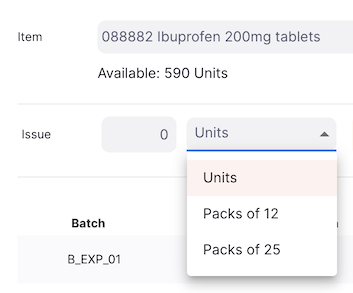 Item
088882 Ibuprofen 200mg tablets
Available: 590 Units
Issue
0
Units
Units
Packs of 12
Packs of 25
Batch
B_EXP_01